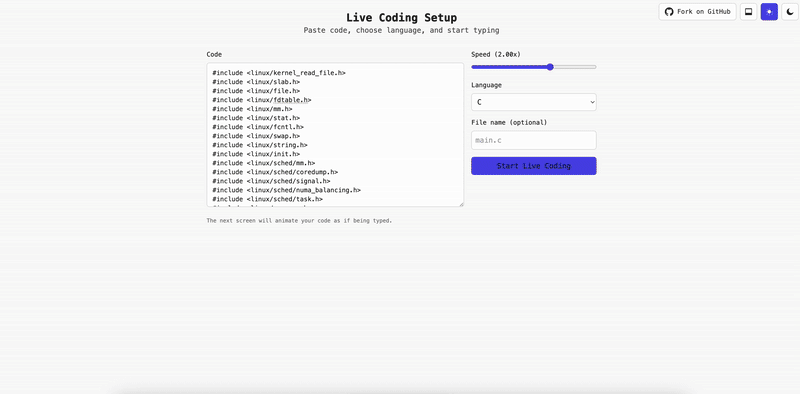 Fork on GitHub
Live Coding Setup
Paste code, choose language, and start typing
Code
#include <linux/kernel_read_file.h>
#include <linux/slab.h>
#include <linux/file.h>
#include <linux/fdtable.h>
#include <linux/mm.h>
#include <linux/stat.h>
#include <linux/fcntl.h>
#include <linux/swap.h>
#include <linux/string.h>
#include <linux/init.h>
#include <linux/sched/mm.h>
#include <linux/sched/coredump.h>
#include <linux/sched/signal.h>
#include <linux/sched/numa_balancing.h>
#include <linux/sched/task.h>
The next screen will animate your code as if being typed.
Speed (2.00x)
Language
C
File name (optional)
main.c
Start Live Coding